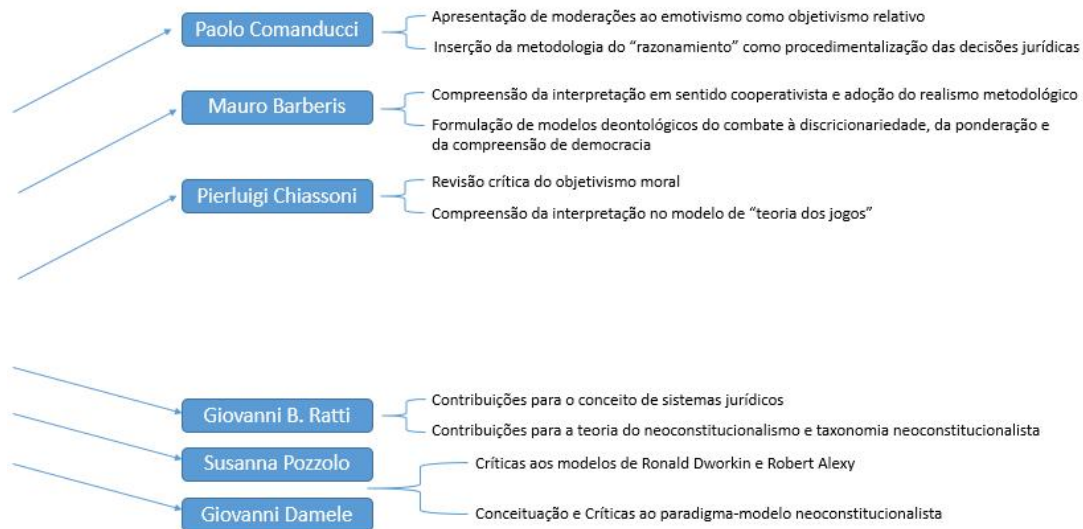 Paolo Comanducci
Apresentação de moderações ao emotivismo como objetivismo relativo
Inserção da metodologia do “razonamiento” como procedimentalização das decisões jurídicas
Mauro Barberis
Compreensão da interpretação em sentido cooperativista e adoção do realismo metodológico
Formulação de modelos deontológicos do combate à discricionariedade, da ponderação e
da compreensão de democracia
Pierluigi Chiassoni
Revisão crítica do objetivismo moral
Compreensão da interpretação no modelo de “teoria dos jogos”
Giovanni B. Ratti
Contribuições para o conceito de sistemas jurídicos
Contribuições para a teoria do neoconstitucionalismo e taxonomia neoconstitucionalista
Susanna Pozzolo
Giovanni Damele
Críticas aos modelos de Ronald Dworkin e Robert Alexy
Conceituação e Críticas ao paradigma-modelo neoconstitucionalista